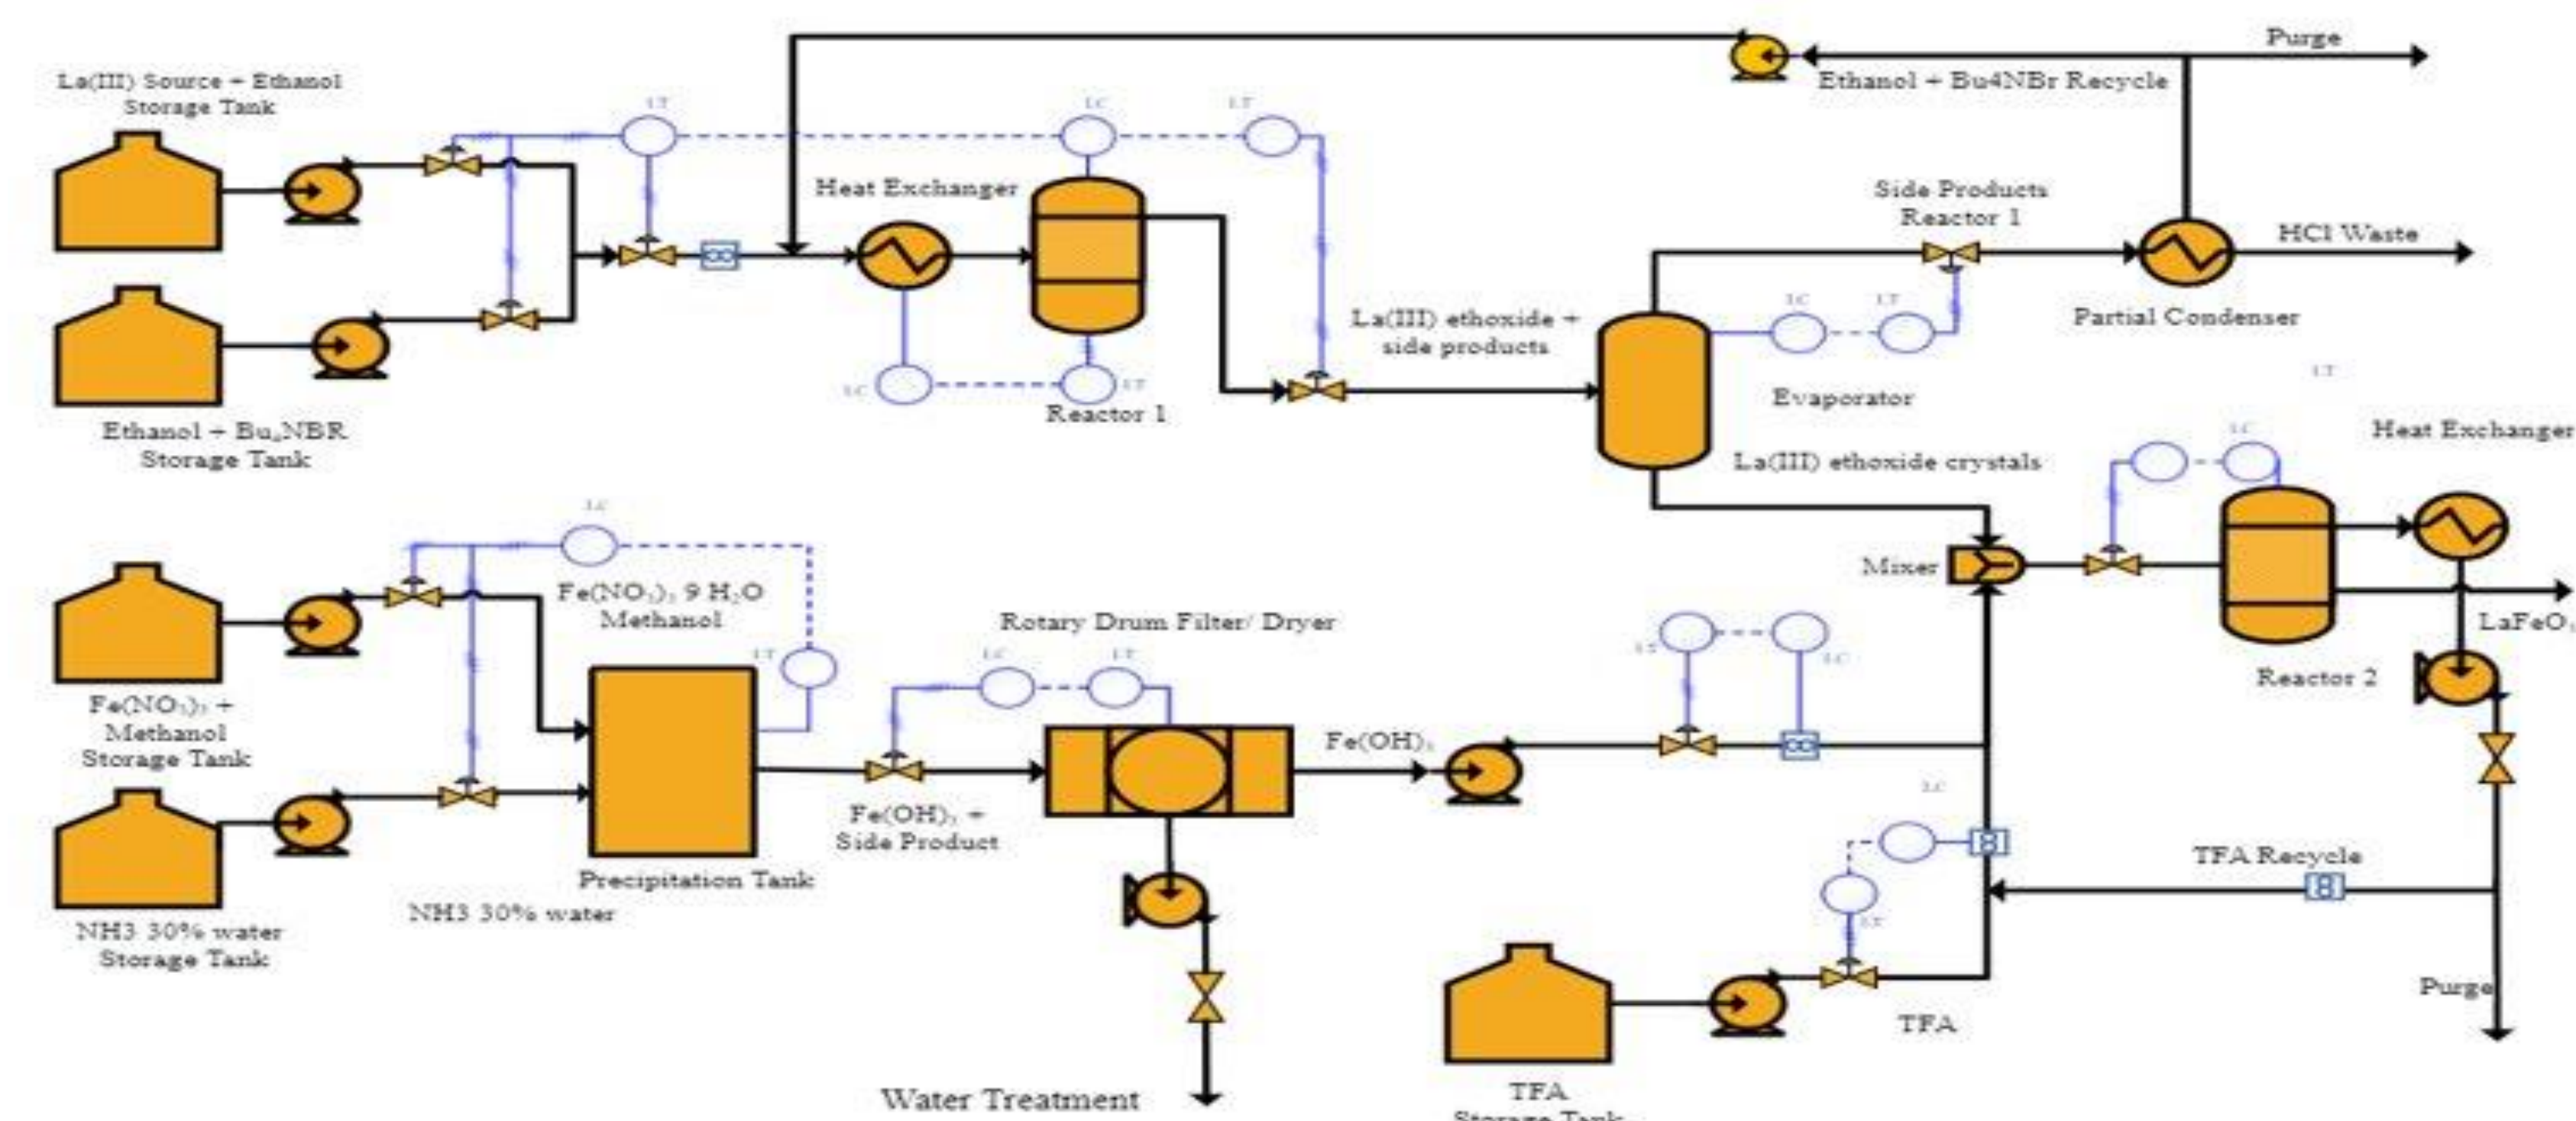 Purge
Ethanol + Bu4NBr Recycle
La(III) Source + Ethanol
Storage Tank
LT
LC
LT
Heat Exchanger
Side Products
Reactor 1
HCl Waste
La(III) ethoxide +
side products
LC
LT
Partial Condenser
LC
LT
Reactor 1
Evaporator
LT
Ethanol + Bu₄NBR
Storage Tank
La(III) ethoxide crystals
LC
Heat Exchanger
LC
Mixer
Fe(NO₃)₃ 9 H₂O
Methanol
Rotary Drum Filter/ Dryer
LaFeO₃
LT
LC
LT
LT
LC
Reactor 2
Fe(NO₃)₃ +
Methanol
Storage Tank
Fe(OH)₃
LC
Fe(OH)₃ +
Side Product
TFA Recycle
Precipitation Tank
NH3 30% water
LT
NH3 30% water
Storage Tank
Purge
TFA
Water Treatment
TFA
Storage Tank